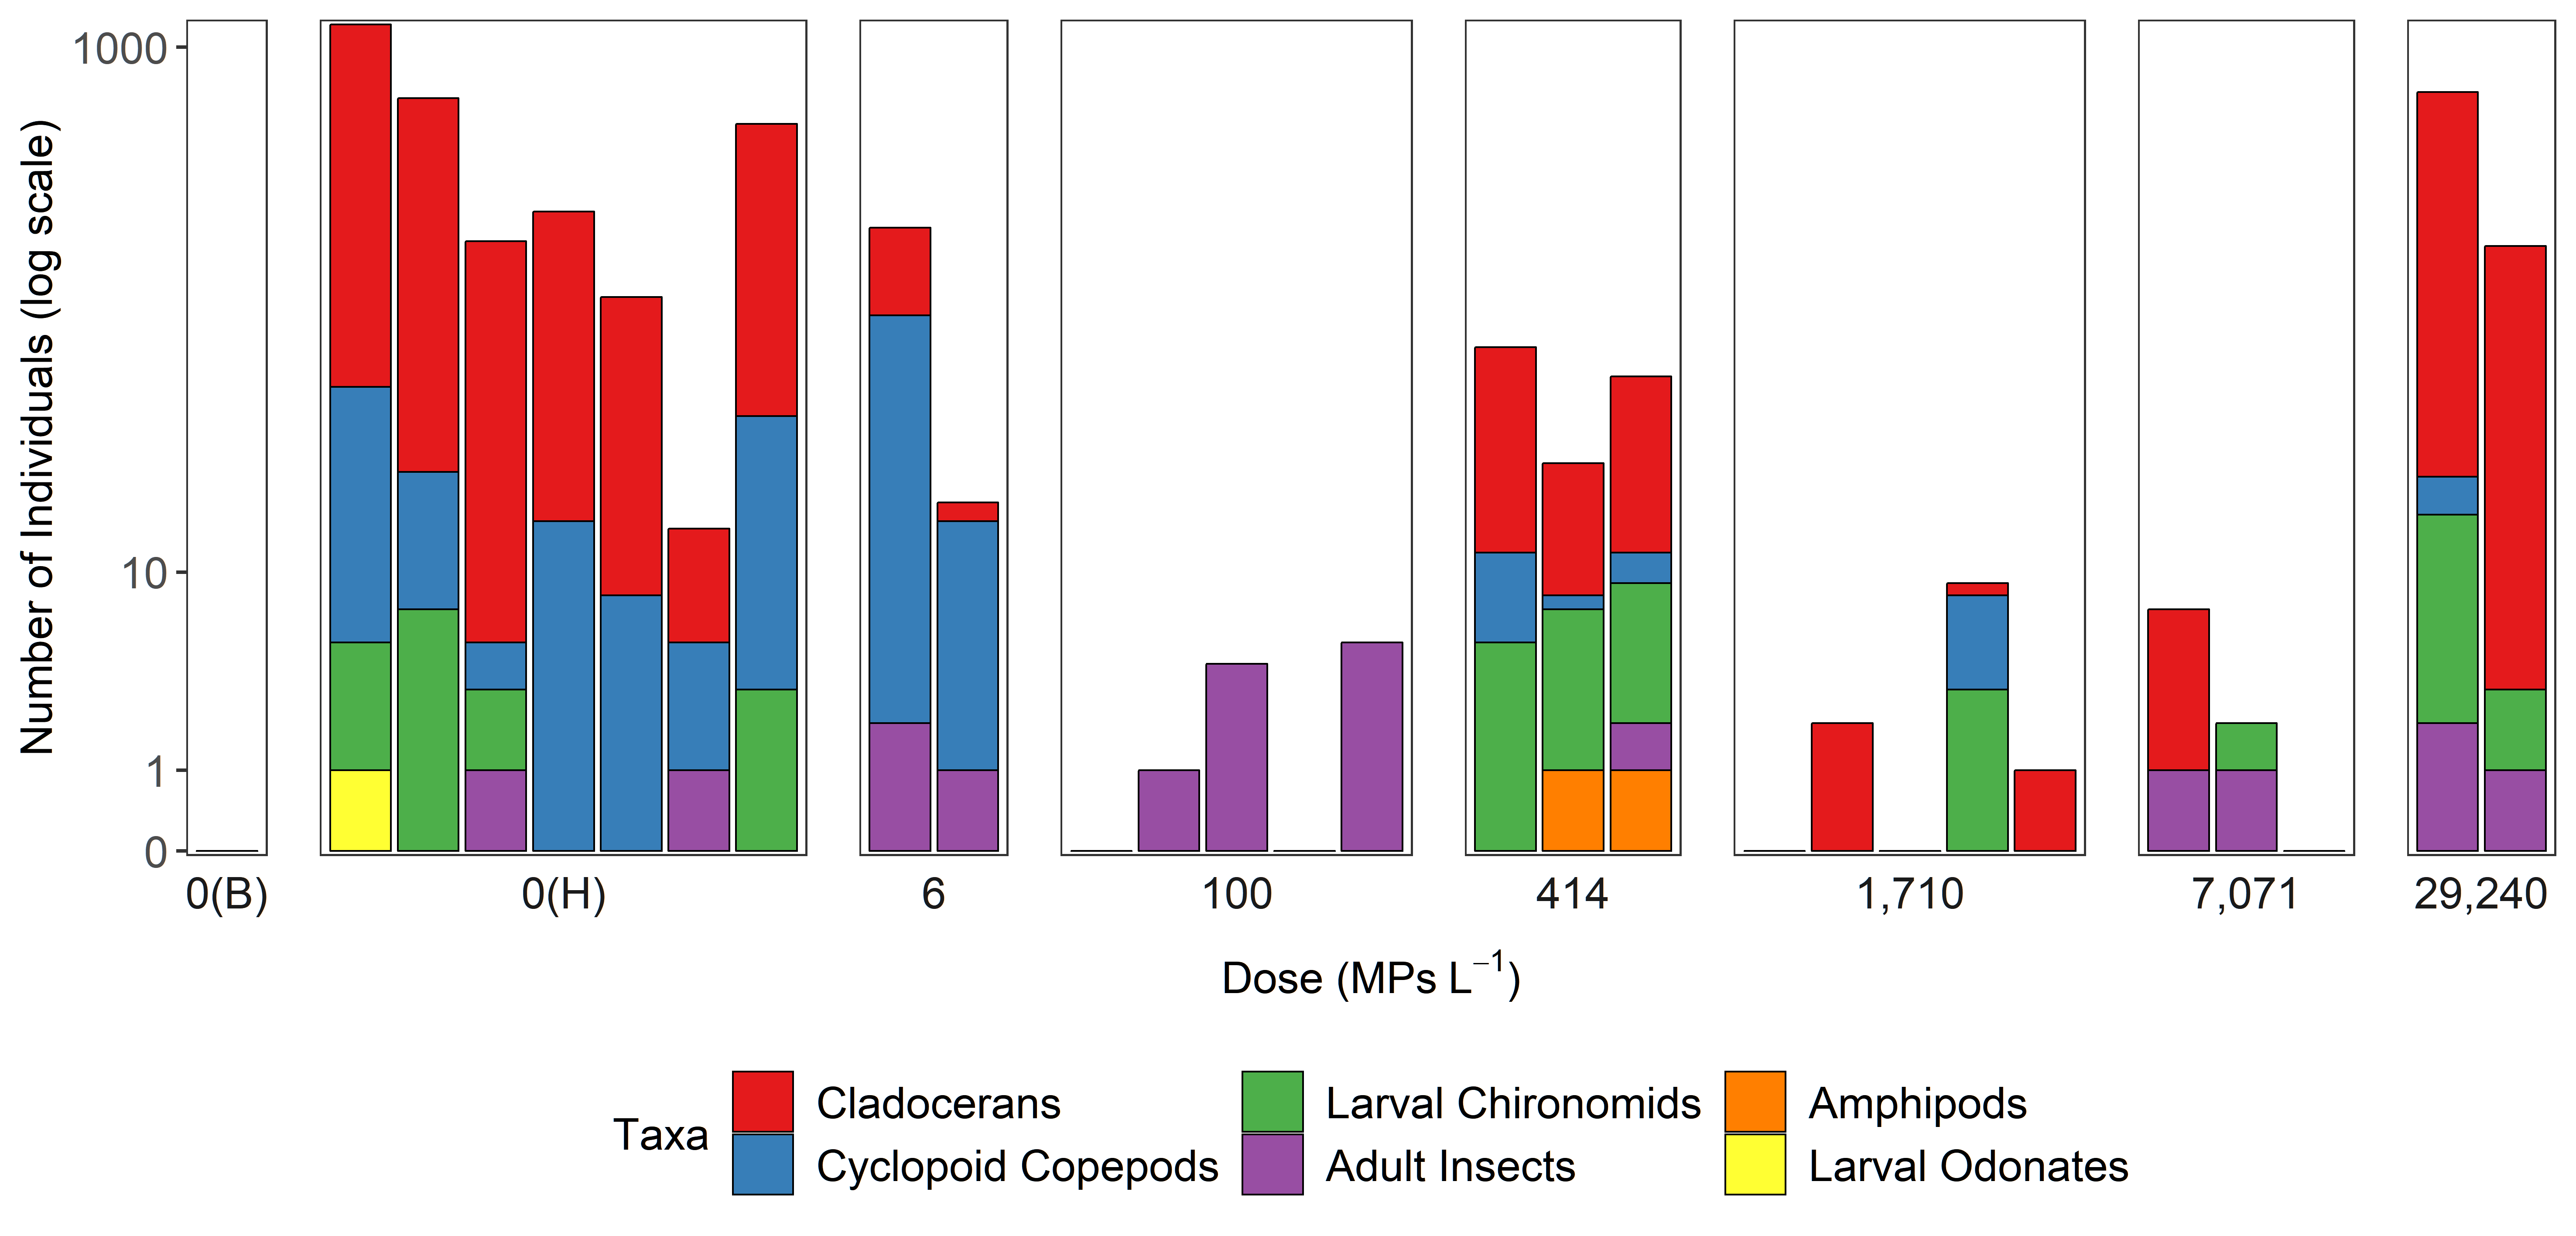 Number of Individuals (log scale)
1000
10
1
0
0(B) 0(H) 6 100 414 1,710 7,071 29,240
Dose (MPs L⁻¹)
Taxa
Cladocerans Larval Chironomids Amphipods
Cyclopoid Copepods Adult Insects Larval Odonates